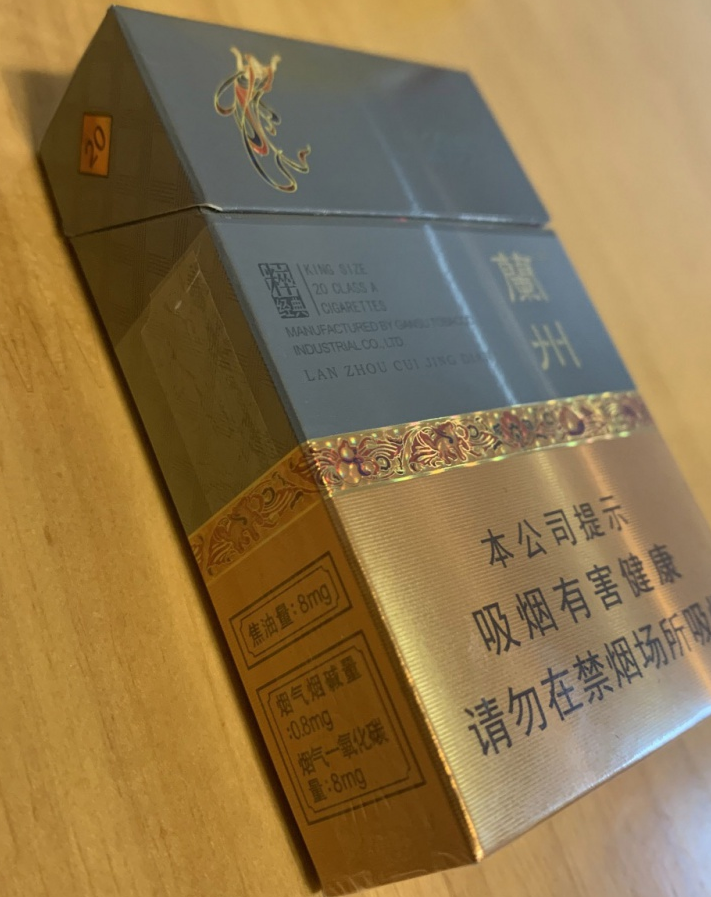 20
粹
经典
KING SIZE
20 CLASS A
CIGARETTES
MANUFACTURED BY GANSU TOBACCO
INDUSTRIAL CO., LTD.
LAN ZHOU CUI JING DIAN
蘭
州
本公司提示
吸烟有害健康
请勿在禁烟场所吸
焦油量:8mg
烟气烟碱量
:0.8mg
烟气一氧化碳
量:8mg